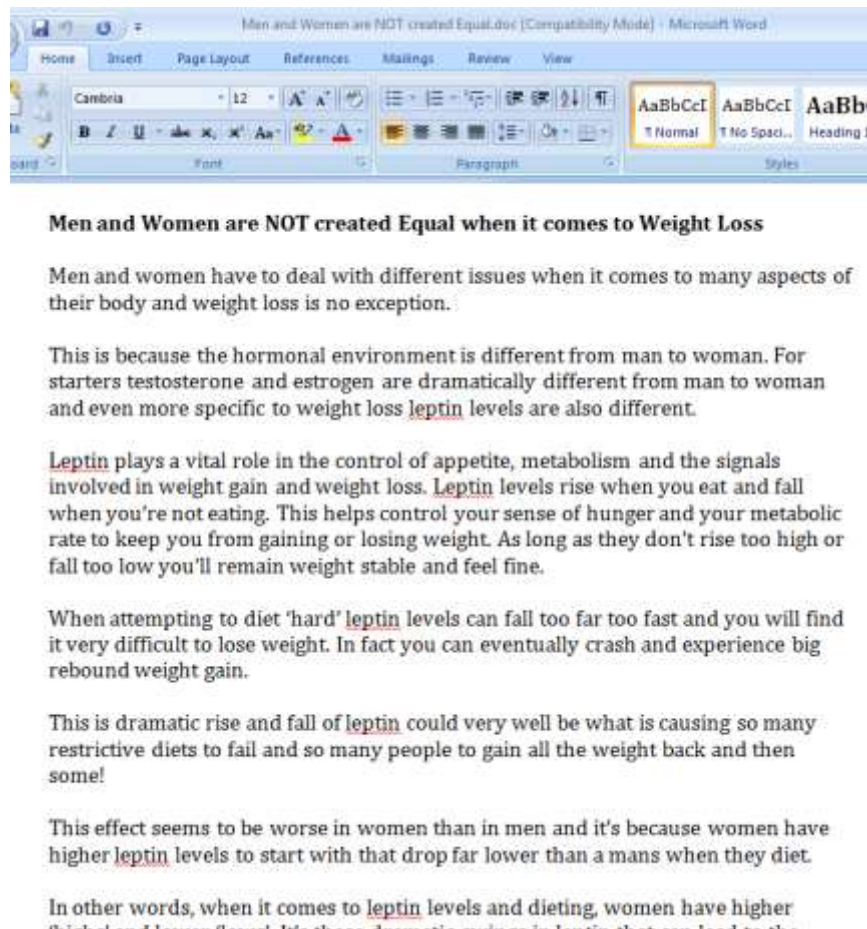 Men and Women are NOT created Equal.doc [Compatibility Mode] - Microsoft Word
Home Insert Page Layout References Mailings Review View
Cambria 12
AaBbCcI AaBbCcI
¶ Normal ¶ No Spaci... Heading
Font Paragraph Styles
Men and Women are NOT created Equal when it comes to Weight Loss
Men and women have to deal with different issues when it comes to many aspects of
their body and weight loss is no exception.
This is because the hormonal environment is different from man to woman. For
starters testosterone and estrogen are dramatically different from man to woman
and even more specific to weight loss leptin levels are also different.
Leptin plays a vital role in the control of appetite, metabolism and the signals
involved in weight gain and weight loss. Leptin levels rise when you eat and fall
when you're not eating. This helps control your sense of hunger and your metabolic
rate to keep you from gaining or losing weight. As long as they don't rise too high or
fall too low you'll remain weight stable and feel fine.
When attempting to diet 'hard' leptin levels can fall too far too fast and you will find
it very difficult to lose weight. In fact you can eventually crash and experience big
rebound weight gain.
This is dramatic rise and fall of leptin could very well be what is causing so many
restrictive diets to fail and so many people to gain all the weight back and then
some!
This effect seems to be worse in women than in men and it's because women have
higher leptin levels to start with that drop far lower than a mans when they diet.
In other words, when it comes to leptin levels and dieting, women have higher